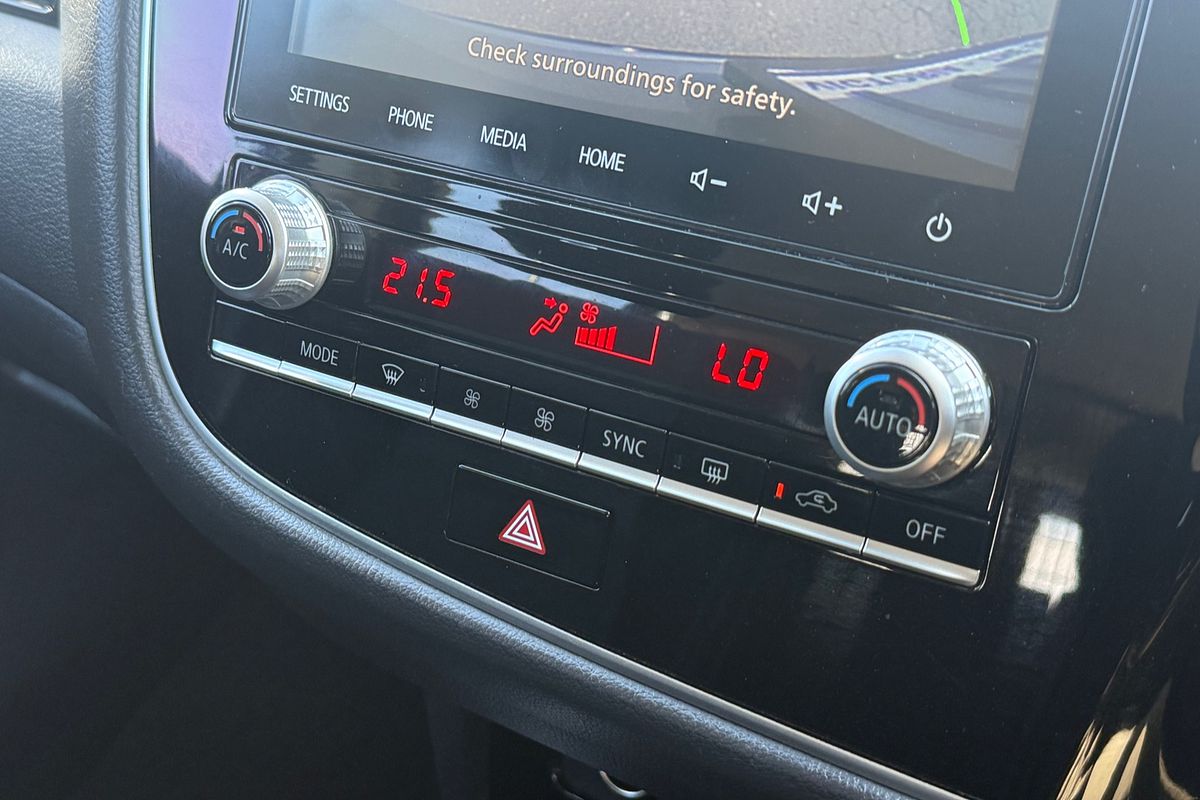 Check surroundings for safety.
SETTINGS PHONE MEDIA HOME
A/C
21.5
LO
AUTO
MODE
SYNC
OFF